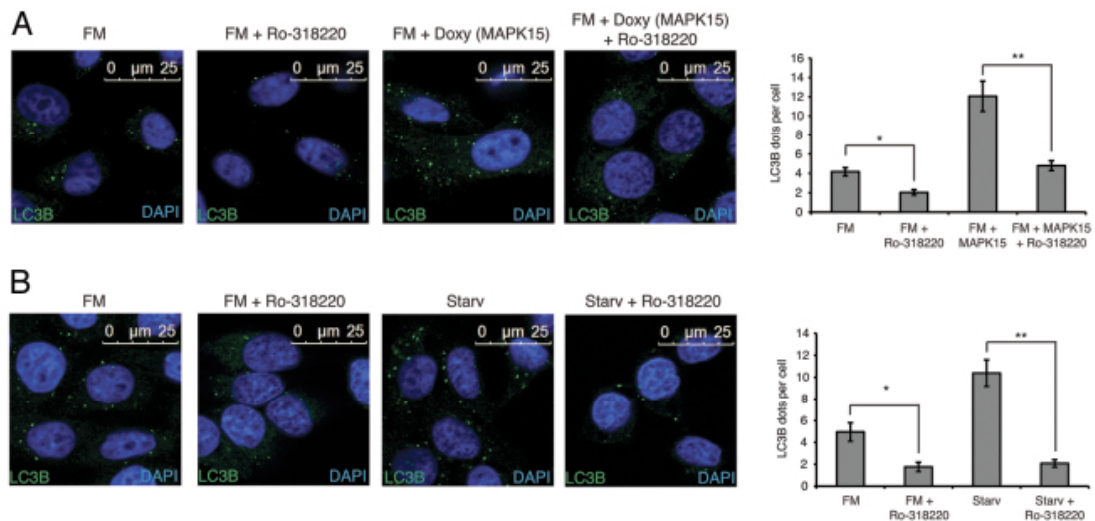 A
FM
FM + Ro-318220
FM + Doxy (MAPK15)
FM + Doxy (MAPK15)
+ Ro-318220
0 µm 25
0 µm 25
0 µm 25
0 µm 25
LC3B
DAPI
LC3B
DAPI
LC3B
DAPI
LC3B
DAPI
LC3B dots per cell
16
14
12
10
8
6
4
2
0
*
**
FM
FM +
Ro-318220
FM +
MAPK15
FM + MAPK15
+ Ro-318220
B
FM
FM + Ro-318220
Starv
Starv + Ro-318220
0 µm 25
0 µm 25
0 µm 25
0 µm 25
LC3B
DAPI
LC3B
DAPI
LC3B
DAPI
LC3B
DAPI
LC3B dots per cell
14
12
10
8
6
4
2
0
*
**
FM
FM +
Ro-318220
Starv
Starv +
Ro-318220